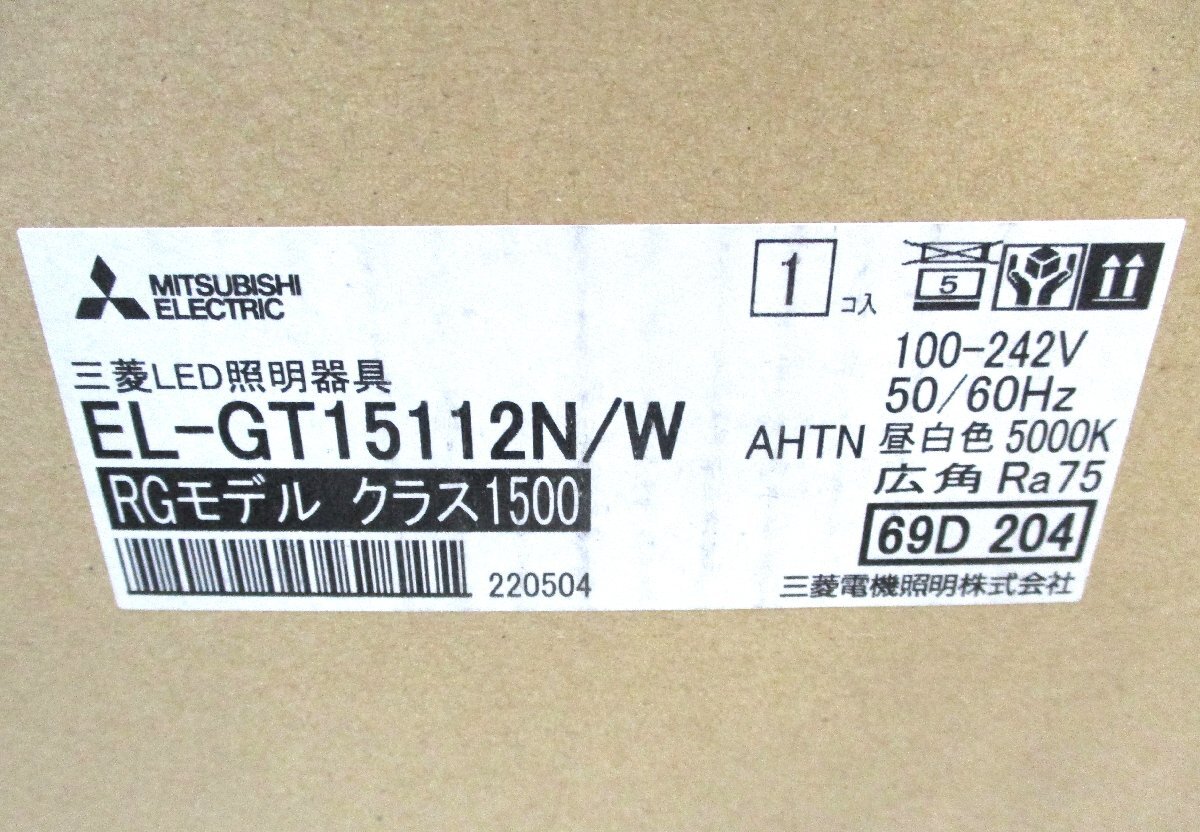 MITSUBISHI
ELECTRIC
1 コ入
5
三菱LED照明器具
EL-GT15112N/W AHTN
RGモデル クラス1500
220504
100-242V
50/60Hz
昼白色 5000K
広角 Ra75
69D 204
三菱電機照明株式会社